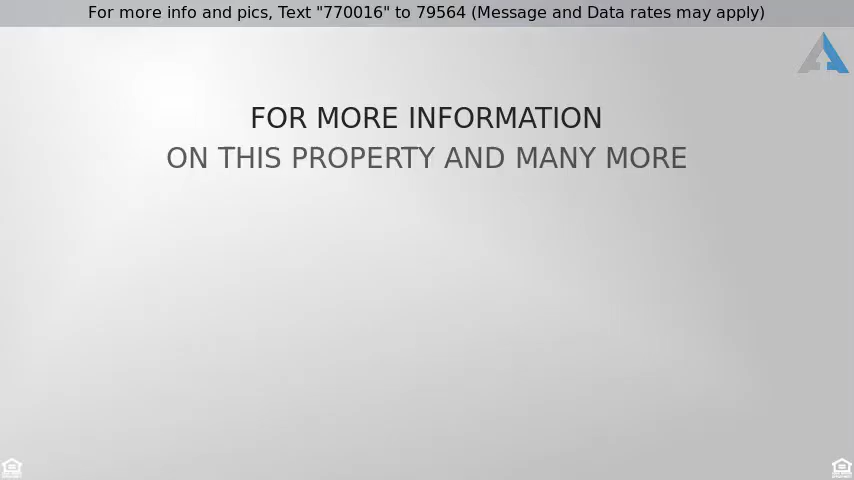 For more info and pics, Text "770016" to 79564 (Message and Data rates may apply)
FOR MORE INFORMATION
ON THIS PROPERTY AND MANY MORE